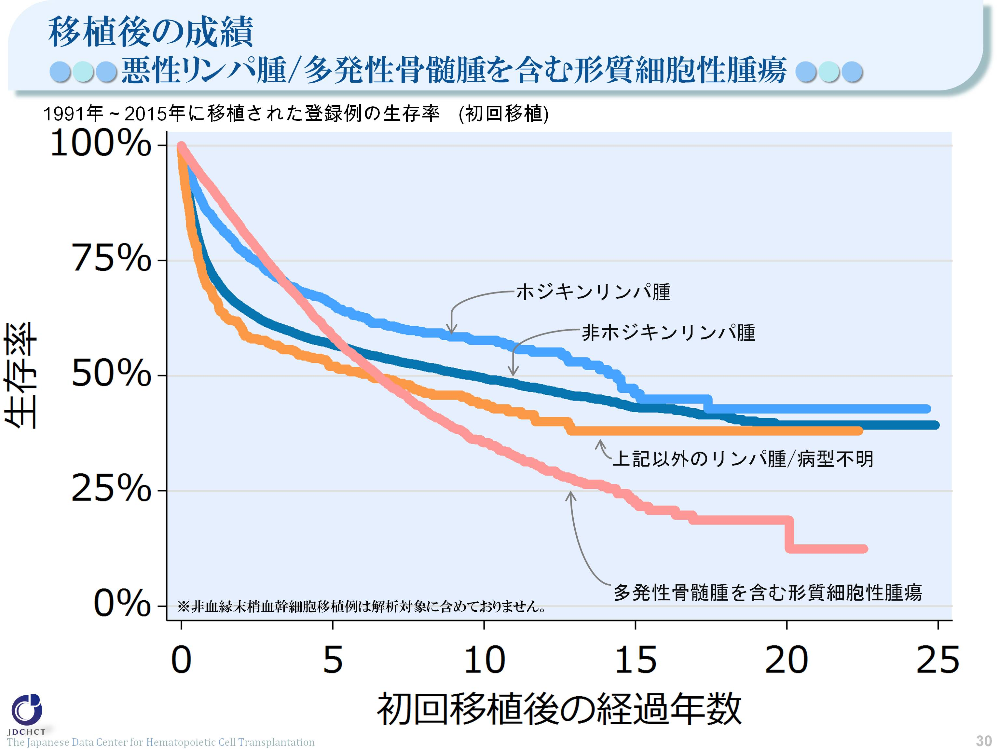 移植後の成績
悪性リンパ腫/多発性骨髄腫を含む形質細胞性腫瘍
1991年~2015年に移植された登録例の生存率 (初回移植)
100%
75%
50%
25%
0%
生存率
ホジキンリンパ腫
非ホジキンリンパ腫
上記以外のリンパ腫/病型不明
多発性骨髄腫を含む形質細胞性腫瘍
※非血縁末梢血幹細胞移植例は解析対象に含めておりません。
0 5 10 15 20 25
初回移植後の経過年数
JDCHCT
The Japanese Data Center for Hematopoietic Cell Transplantation
30